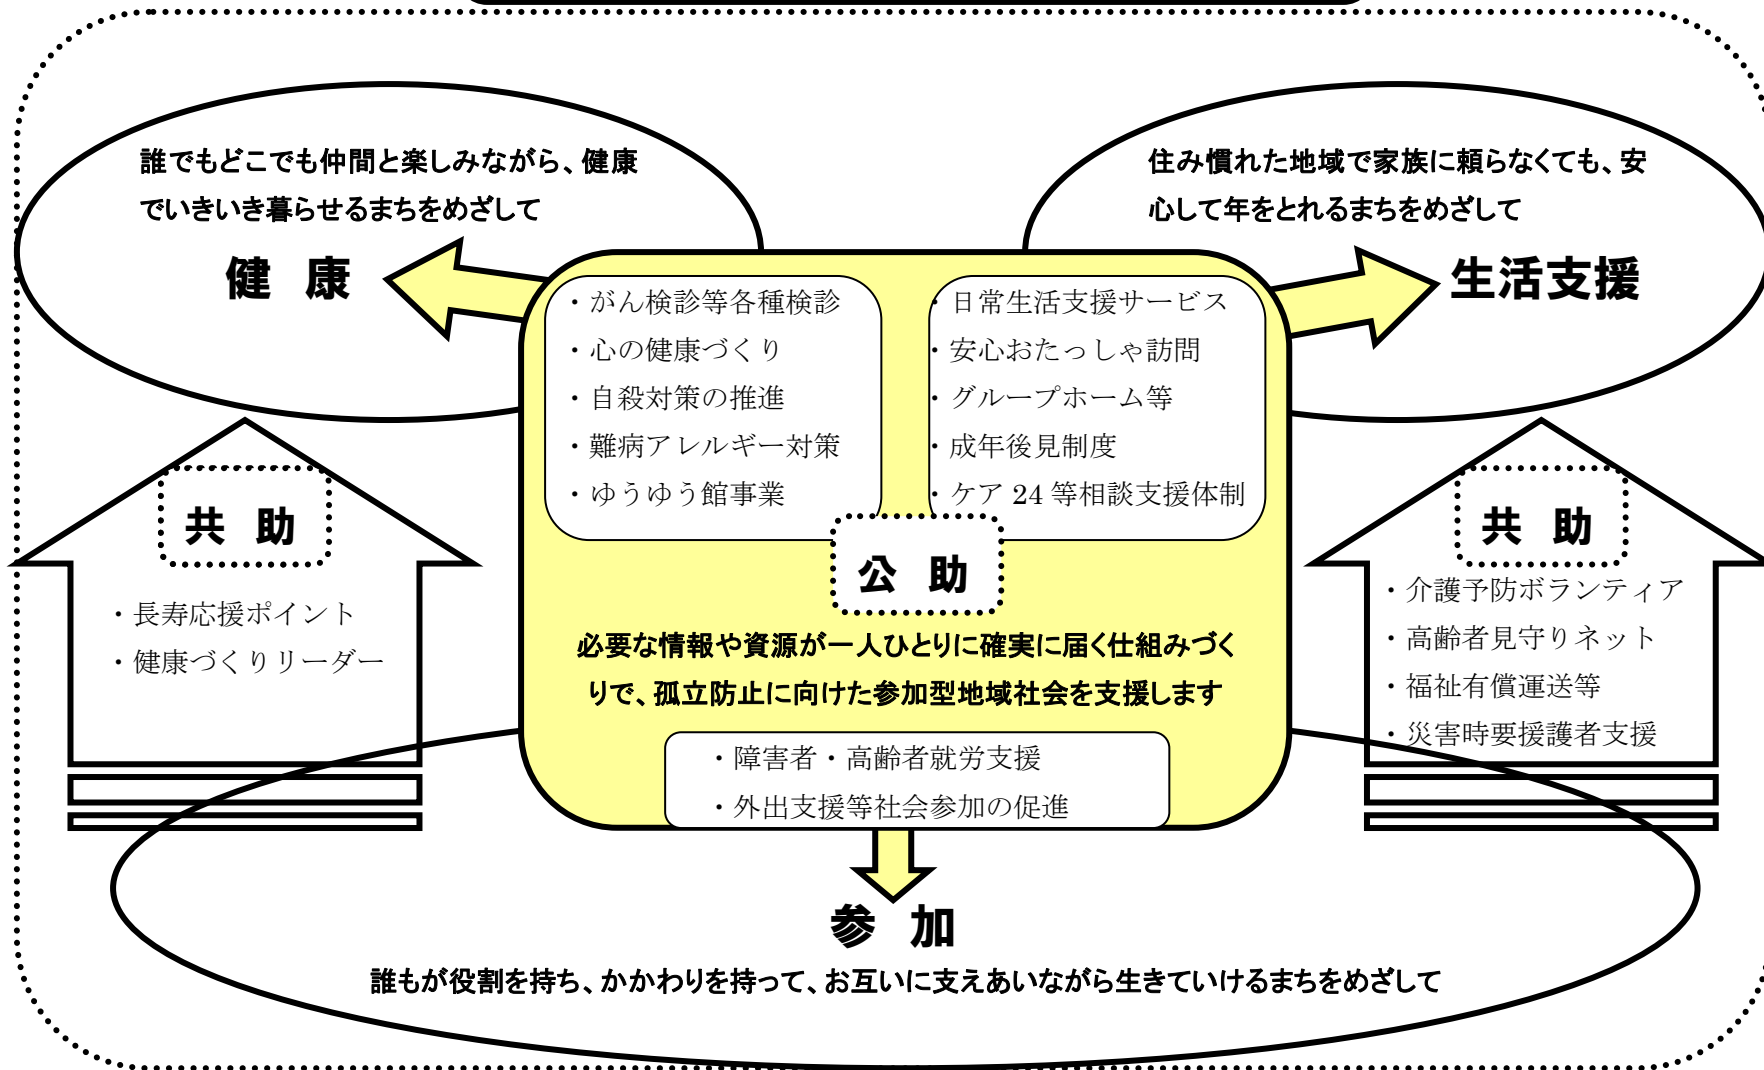 誰でもどこでも仲間と楽しみながら、健康
でいきいき暮らせるまちをめざして
健 康
住み慣れた地域で家族に頼らなくても、安
心して年をとれるまちをめざして
生活支援
・がん検診等各種検診
・心の健康づくり
・自殺対策の推進
・難病アレルギー対策
・ゆうゆう館事業
・日常生活支援サービス
・安心おたっしゃ訪問
・グループホーム等
・成年後見制度
・ケア 24 等相談支援体制
共 助
・長寿応援ポイント
・健康づくりリーダー
公 助
必要な情報や資源が一人ひとりに確実に届く仕組みづく
りで、孤立防止に向けた参加型地域社会を支援します
共 助
・介護予防ボランティア
・高齢者見守りネット
・福祉有償運送等
・災害時要援護者支援
・障害者・高齢者就労支援
・外出支援等社会参加の促進
参 加
誰もが役割を持ち、かかわりを持って、お互いに支えあいながら生きていけるまちをめざして